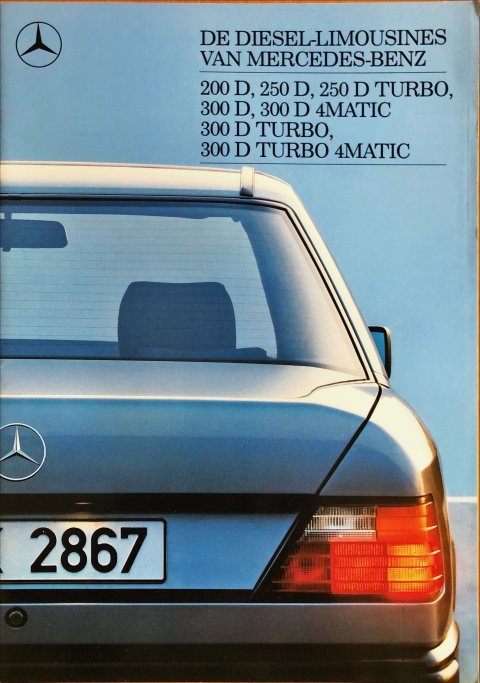 DE DIESEL-LIMOUSINES
VAN MERCEDES-BENZ
200 D, 250 D, 250 D TURBO,
300 D, 300 D 4MATIC
300 D TURBO,
300 D TURBO 4MATIC
2867